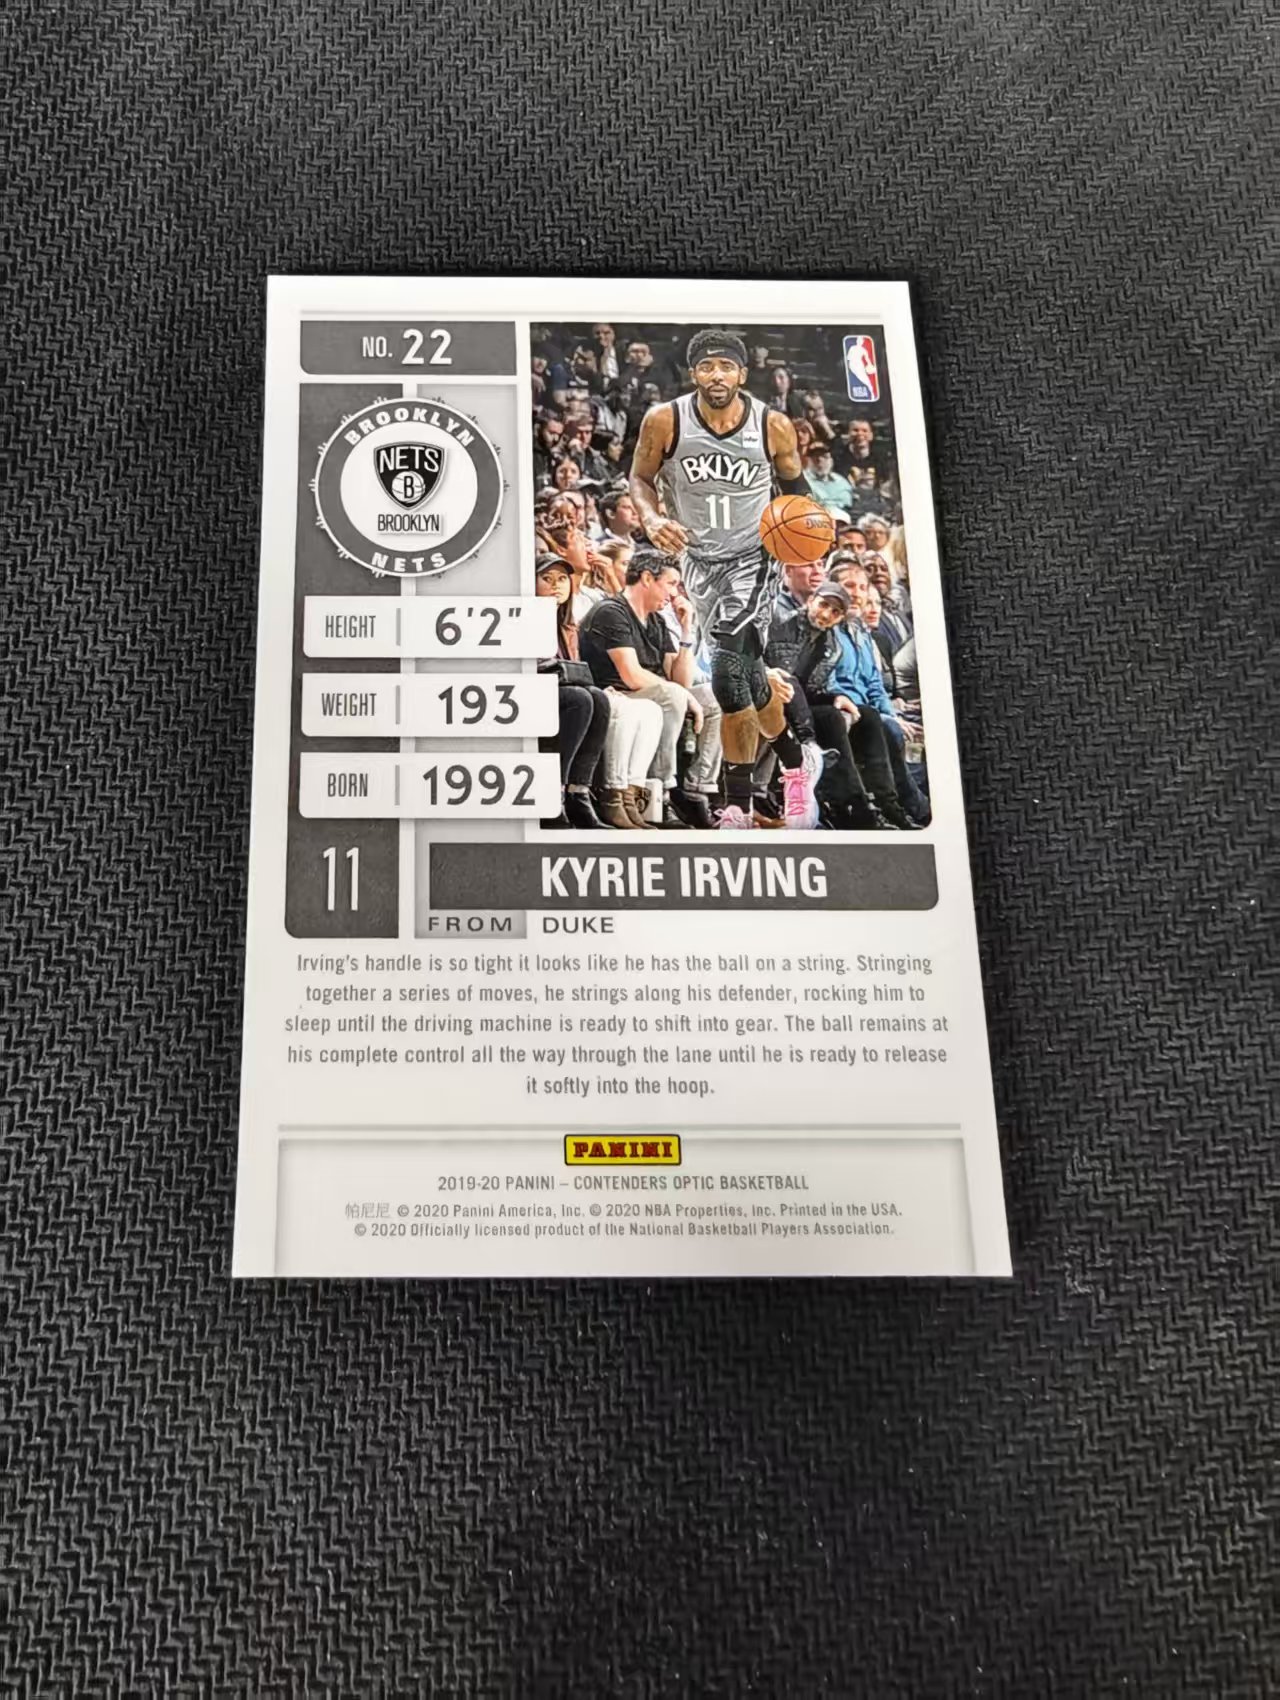 NO. 22
NBA
BROOKLYN
NETS
B
BROOKLYN
NETS
BKLYN
11
HEIGHT 6'2"
WEIGHT 193
BORN 1992
11 KYRIE IRVING
FROM DUKE
Irving's handle is so tight it looks like he has the ball on a string. Stringing
together a series of moves, he strings along his defender, rocking him to
sleep until the driving machine is ready to shift into gear. The ball remains at
his complete control all the way through the lane until he is ready to release
it softly into the hoop.
PANINI
2019-20 PANINI – CONTENDERS OPTIC BASKETBALL
帕尼尼 © 2020 Panini America, Inc. © 2020 NBA Properties, Inc. Printed in the USA.
© 2020 Officially licensed product of the National Basketball Players Association.